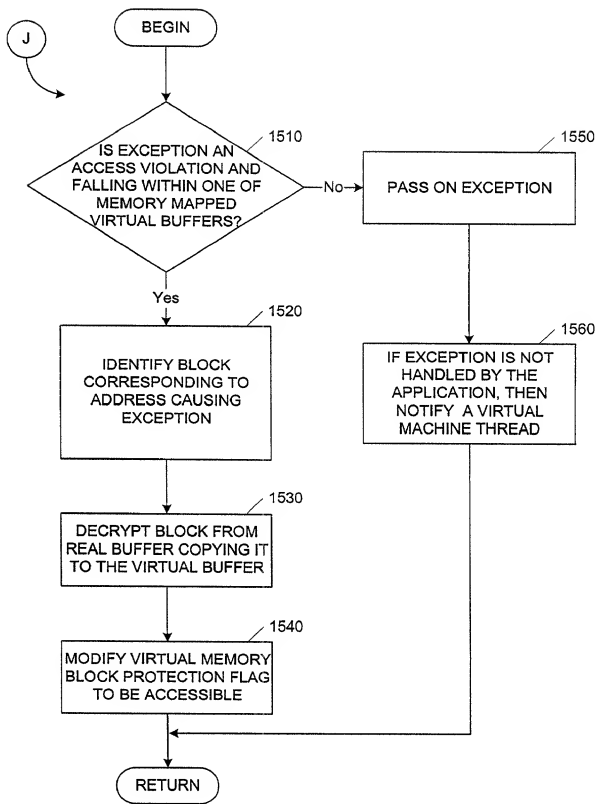 J
BEGIN
1510
IS EXCEPTION AN
ACCESS VIOLATION AND
FALLING WITHIN ONE OF
MEMORY MAPPED
VIRTUAL BUFFERS?
No
1550
PASS ON EXCEPTION
Yes
1520
IDENTIFY BLOCK
CORRESPONDING TO
ADDRESS CAUSING
EXCEPTION
1560
IF EXCEPTION IS NOT
HANDLED BY THE
APPLICATION, THEN
NOTIFY A VIRTUAL
MACHINE THREAD
1530
DECRYPT BLOCK FROM
REAL BUFFER COPYING IT
TO THE VIRTUAL BUFFER
1540
MODIFY VIRTUAL MEMORY
BLOCK PROTECTION FLAG
TO BE ACCESSIBLE
RETURN